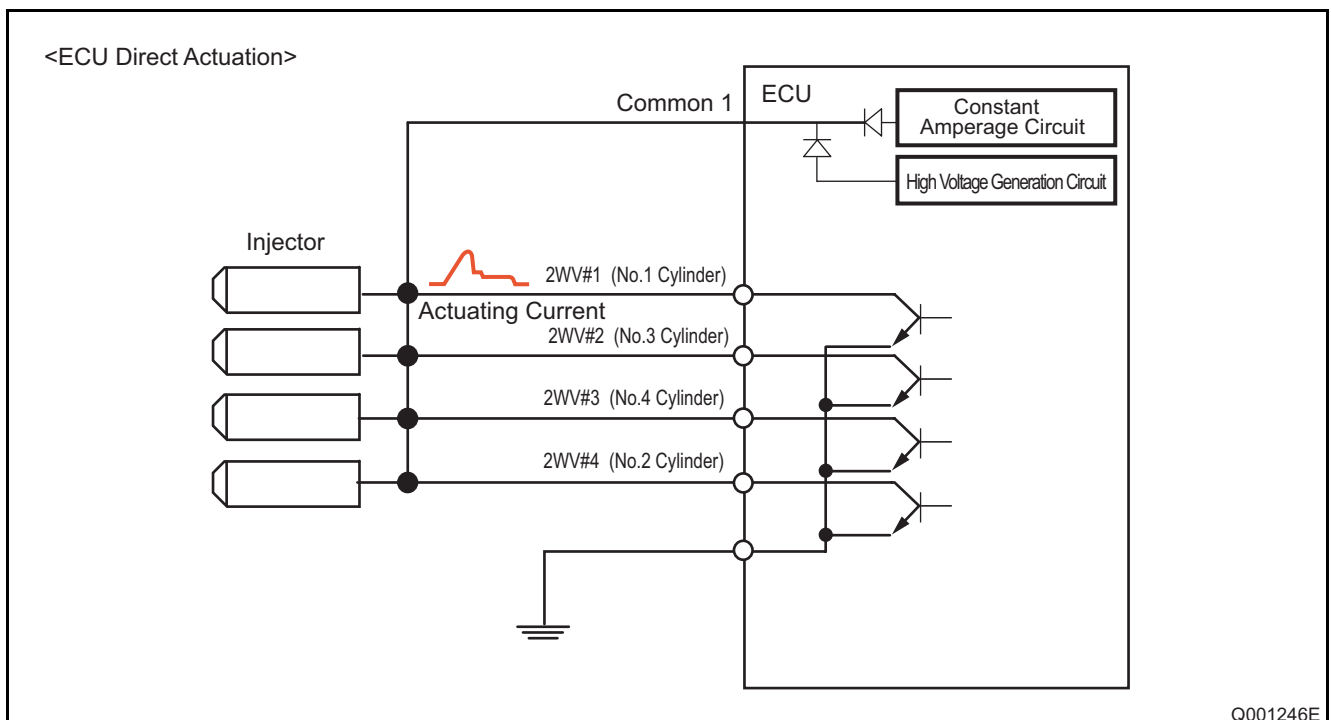 <ECU Direct Actuation>
Common 1
ECU
Constant
Amperage Circuit
High Voltage Generation Circuit
Injector
2WV#1 (No.1 Cylinder)
Actuating Current
2WV#2 (No.3 Cylinder)
2WV#3 (No.4 Cylinder)
2WV#4 (No.2 Cylinder)
Q001246E